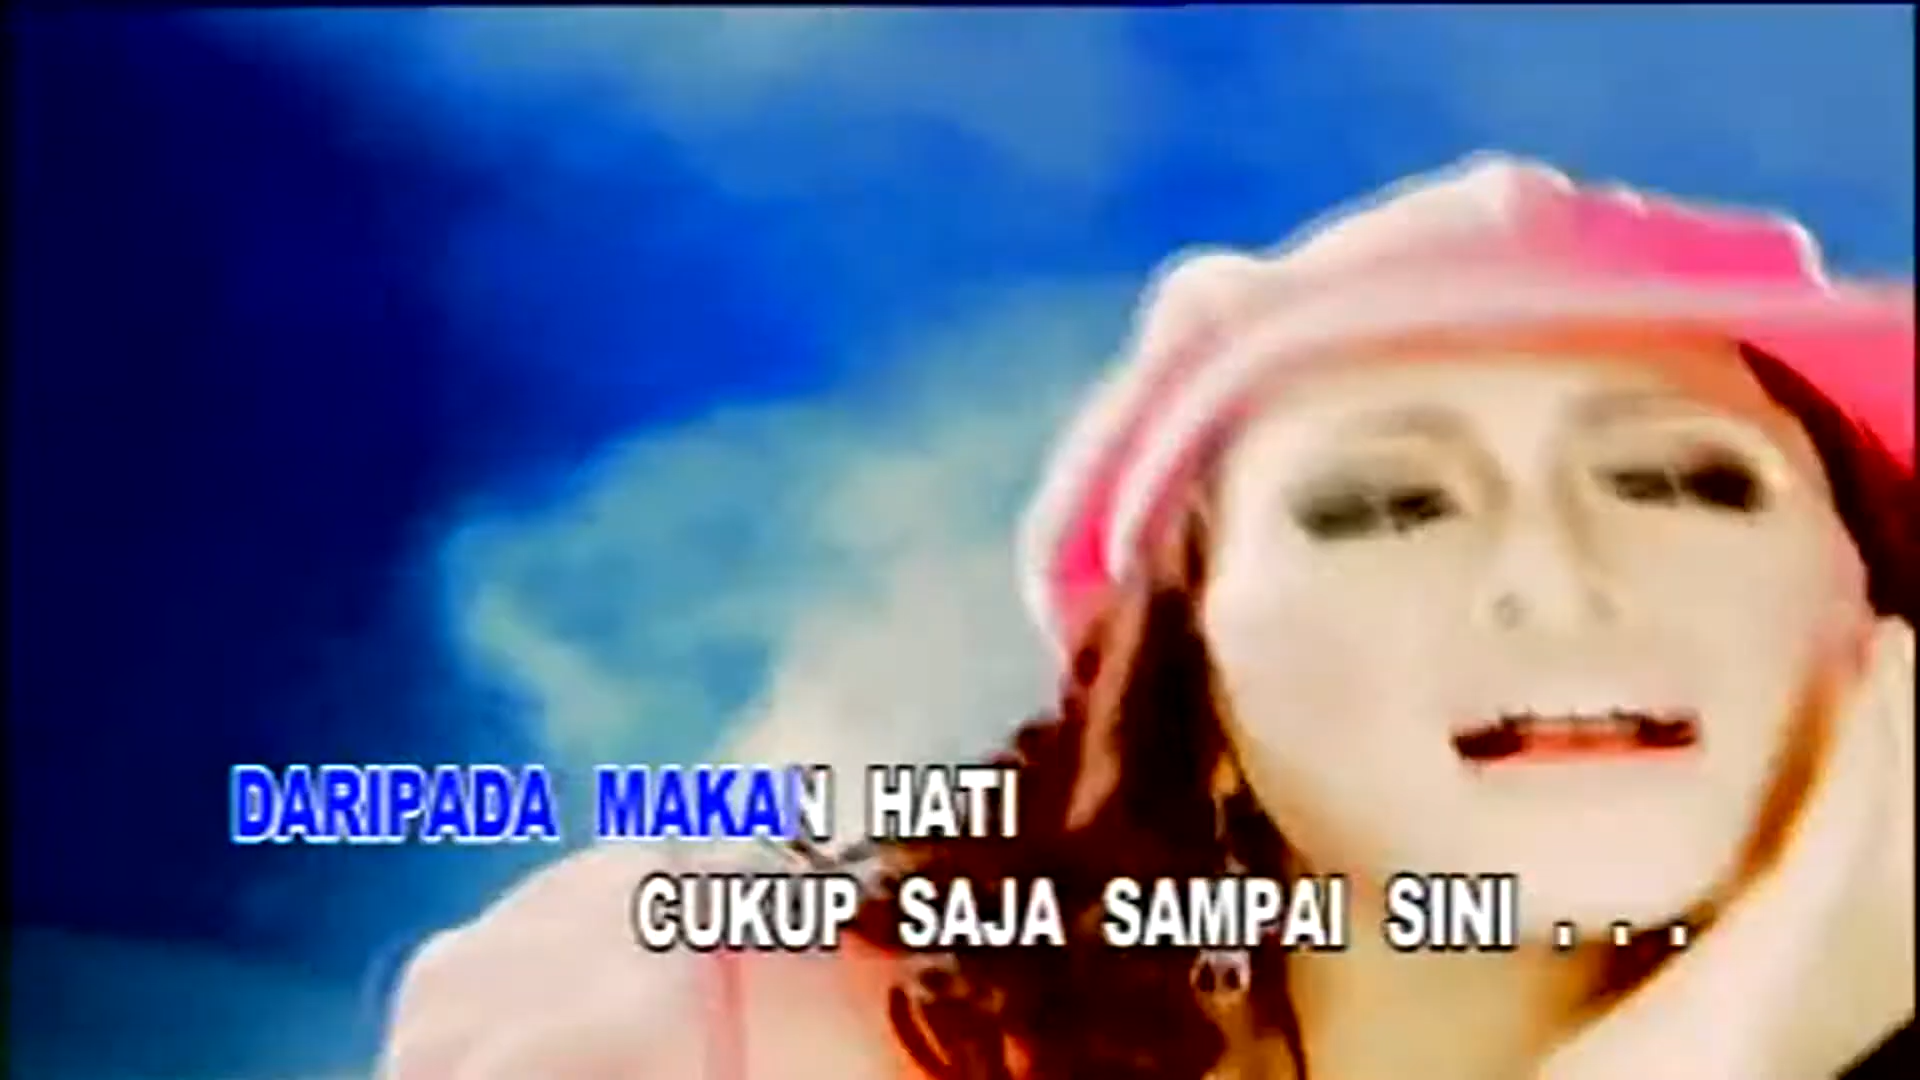 DARIPADA MAKAN HATI
CUKUP SAJA SAMPAI SINI . . .